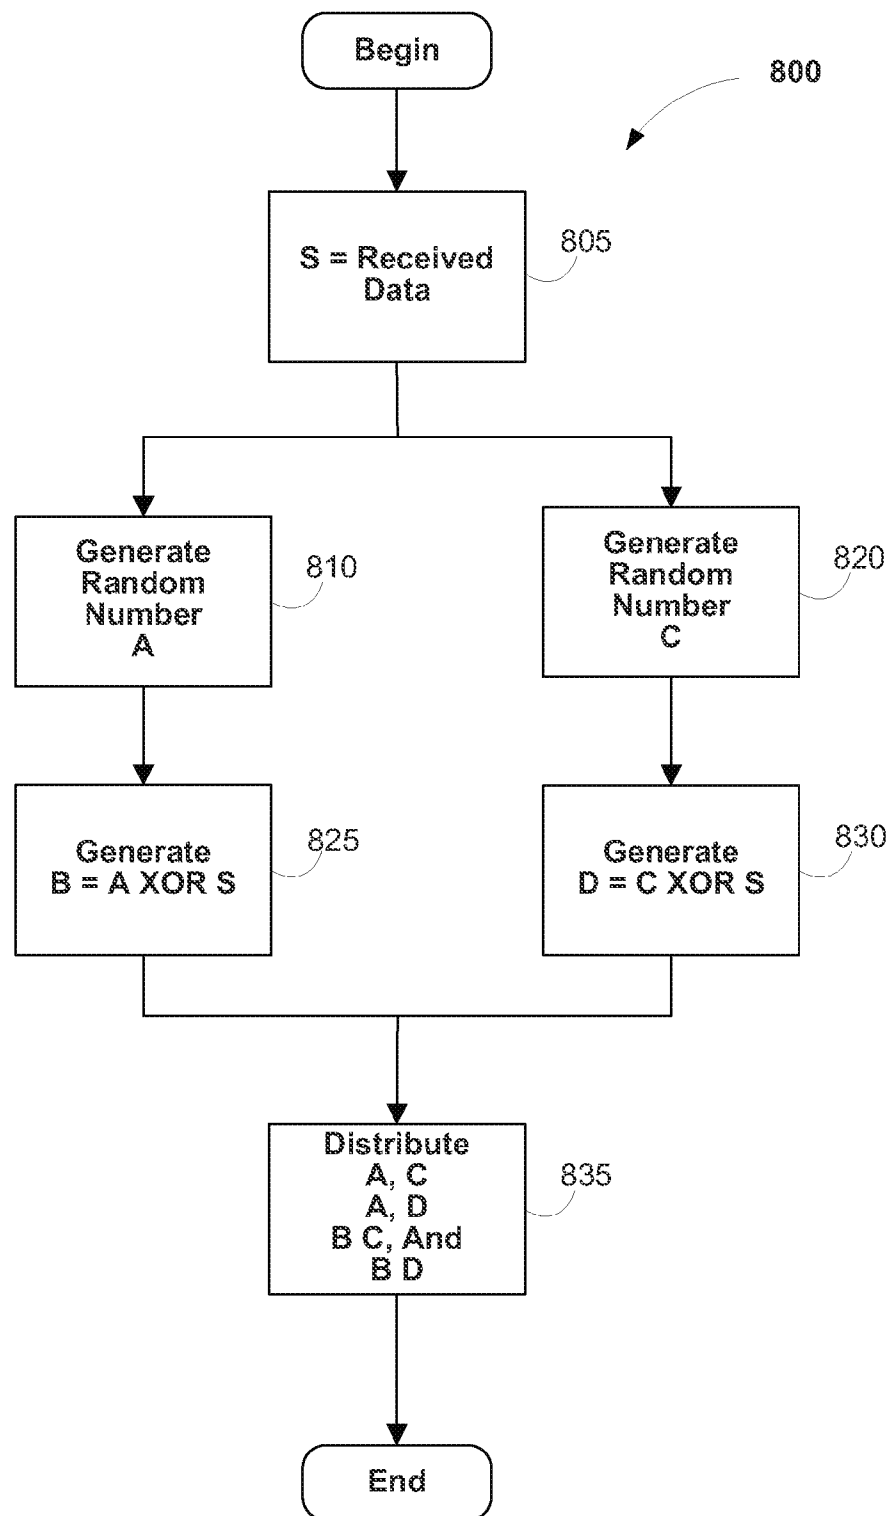 Begin
800
S = Received
Data
805
Generate
Random
Number
A
810
Generate
Random
Number
C
820
Generate
B = A XOR S
825
Generate
D = C XOR S
830
Distribute
A, C
A, D
B C, And
B D
835
End